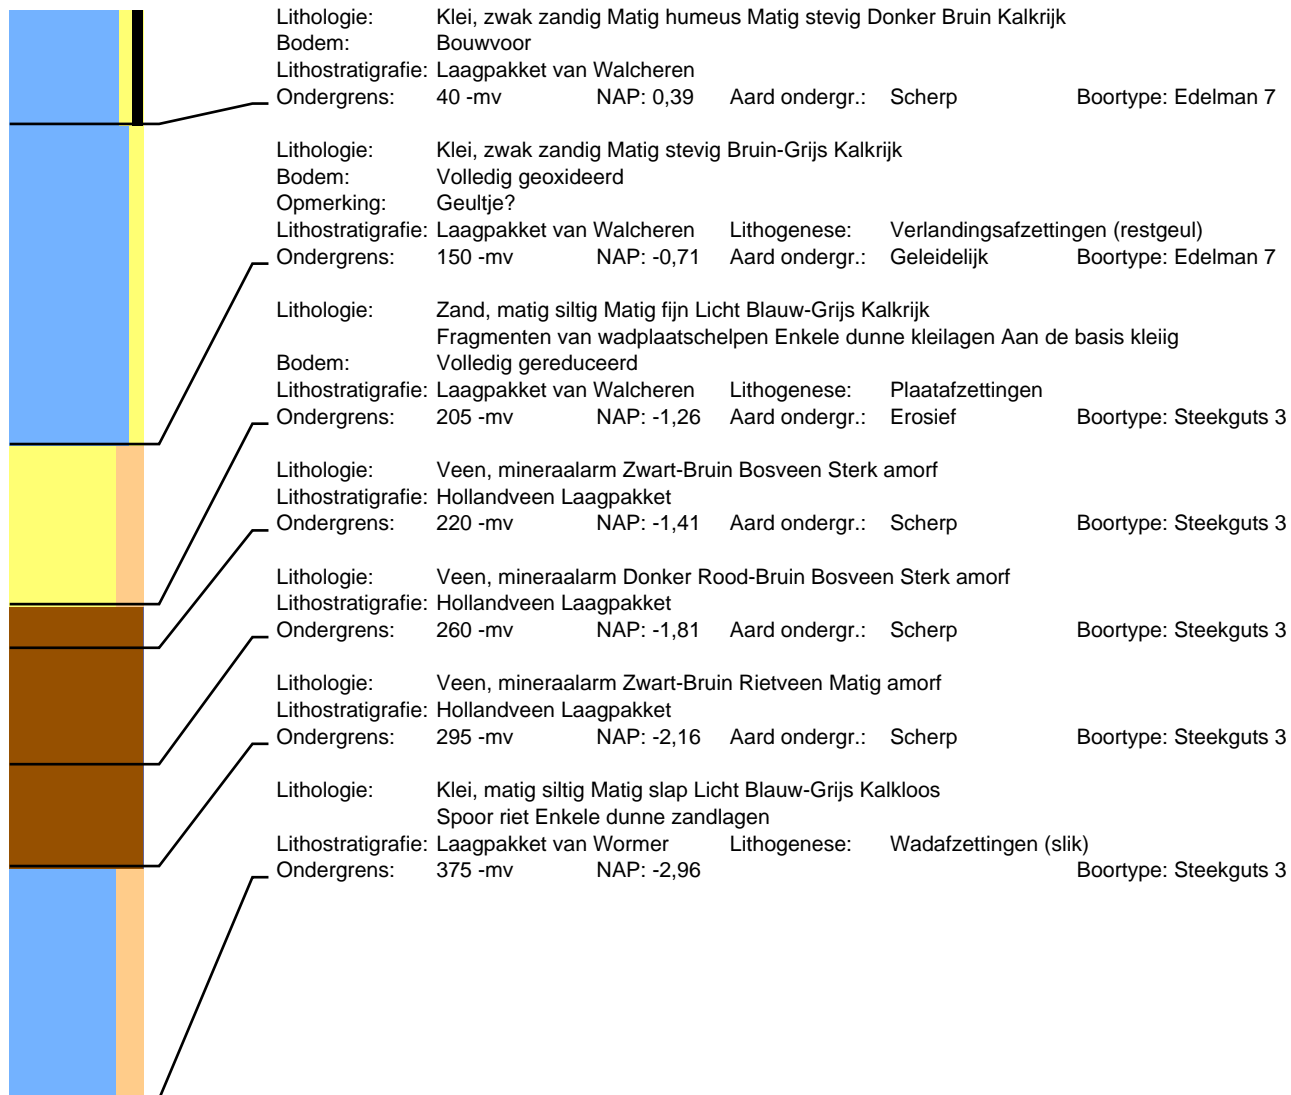 Lithologie: Klei, zwak zandig Matig humeus Matig stevig Donker Bruin Kalkrijk
Bodem: Bouwvoor
Lithostratigrafie: Laagpakket van Walcheren
Ondergrens: 40 -mv NAP: 0,39 Aard ondergr.: Scherp Boortype: Edelman 7
Lithologie: Klei, zwak zandig Matig stevig Bruin-Grijs Kalkrijk
Bodem: Volledig geoxideerd
Opmerking: Geultje?
Lithostratigrafie: Laagpakket van Walcheren Lithogenese: Verlandingsafzettingen (restgeul)
Ondergrens: 150 -mv NAP: -0,71 Aard ondergr.: Geleidelijk Boortype: Edelman 7
Lithologie: Zand, matig siltig Matig fijn Licht Blauw-Grijs Kalkrijk
Fragmenten van wadplaatschelpen Enkele dunne kleilagen Aan de basis kleiig
Bodem: Volledig gereduceerd
Lithostratigrafie: Laagpakket van Walcheren Lithogenese: Plaatafzettingen
Ondergrens: 205 -mv NAP: -1,26 Aard ondergr.: Erosief Boortype: Steekguts 3
Lithologie: Veen, mineraalarm Zwart-Bruin Bosveen Sterk amorf
Lithostratigrafie: Hollandveen Laagpakket
Ondergrens: 220 -mv NAP: -1,41 Aard ondergr.: Scherp Boortype: Steekguts 3
Lithologie: Veen, mineraalarm Donker Rood-Bruin Bosveen Sterk amorf
Lithostratigrafie: Hollandveen Laagpakket
Ondergrens: 260 -mv NAP: -1,81 Aard ondergr.: Scherp Boortype: Steekguts 3
Lithologie: Veen, mineraalarm Zwart-Bruin Rietveen Matig amorf
Lithostratigrafie: Hollandveen Laagpakket
Ondergrens: 295 -mv NAP: -2,16 Aard ondergr.: Scherp Boortype: Steekguts 3
Lithologie: Klei, matig siltig Matig slap Licht Blauw-Grijs Kalkloos
Spoor riet Enkele dunne zandlagen
Lithostratigrafie: Laagpakket van Wormer Lithogenese: Wadafzettingen (slik)
Ondergrens: 375 -mv NAP: -2,96 Boortype: Steekguts 3